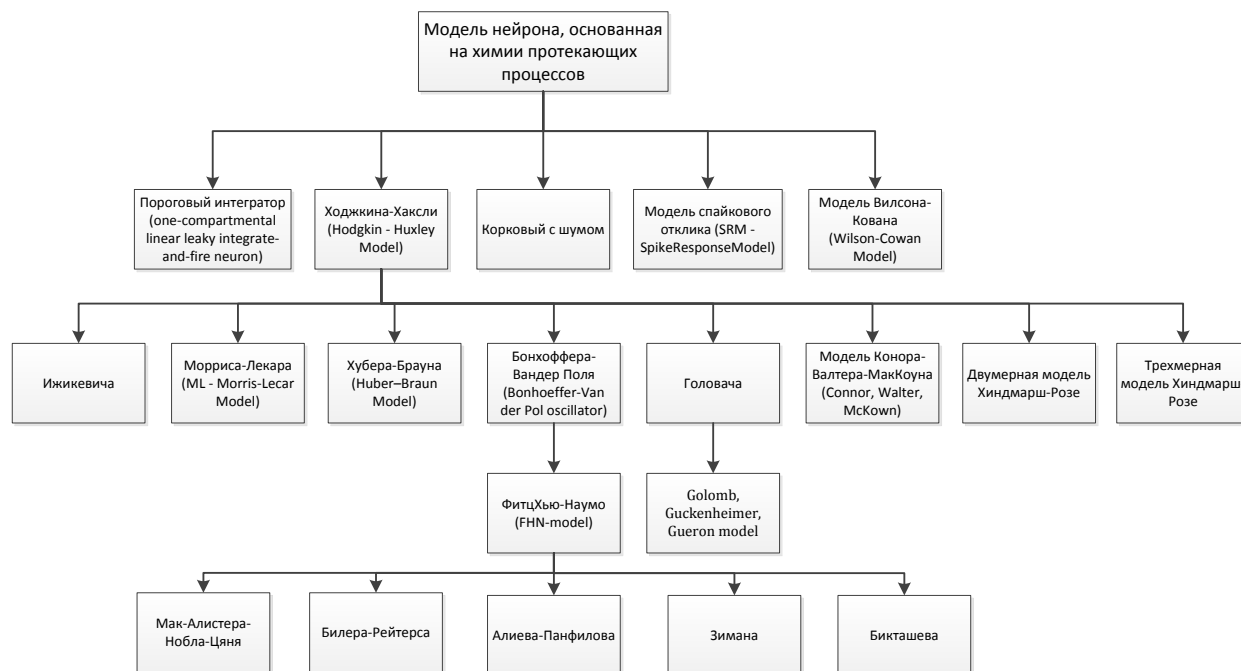 Модель нейрона, основанная
на химии протекающих
процессов
Пороговый интегратор
(one-compartmental
linear leaky integrate-
and-fire neuron)
Ходжкина-Хаксли
(Hodgkin - Huxley
Model)
Корковый с шумом
Модель спайкового
отклика (SRM -
SpikeResponseModel)
Модель Вилсона-
Кована
(Wilson-Cowan
Model)
Ижикевича
Морриса-Лекара
(ML - Morris-Lecar
Model)
Хубера-Брауна
(Huber–Braun
Model)
Бонхоффера-
Вандер Поля
(Bonhoeffer-Van
der Pol oscillator)
Головача
Модель Конора-
Валтера-МакКоуна
(Connor, Walter,
McKown)
Двумерная модель
Хиндмарш-Розе
Трехмерная
модель Хиндмарш-
Розе
ФитцХью-Наумо
(FHN-model)
Golomb,
Guckenheimer,
Gueron model
Мак-Алистера-
Нобла-Цяня
Билера-Рейтерса
Алиева-Панфилова
Зимана
Бикташева